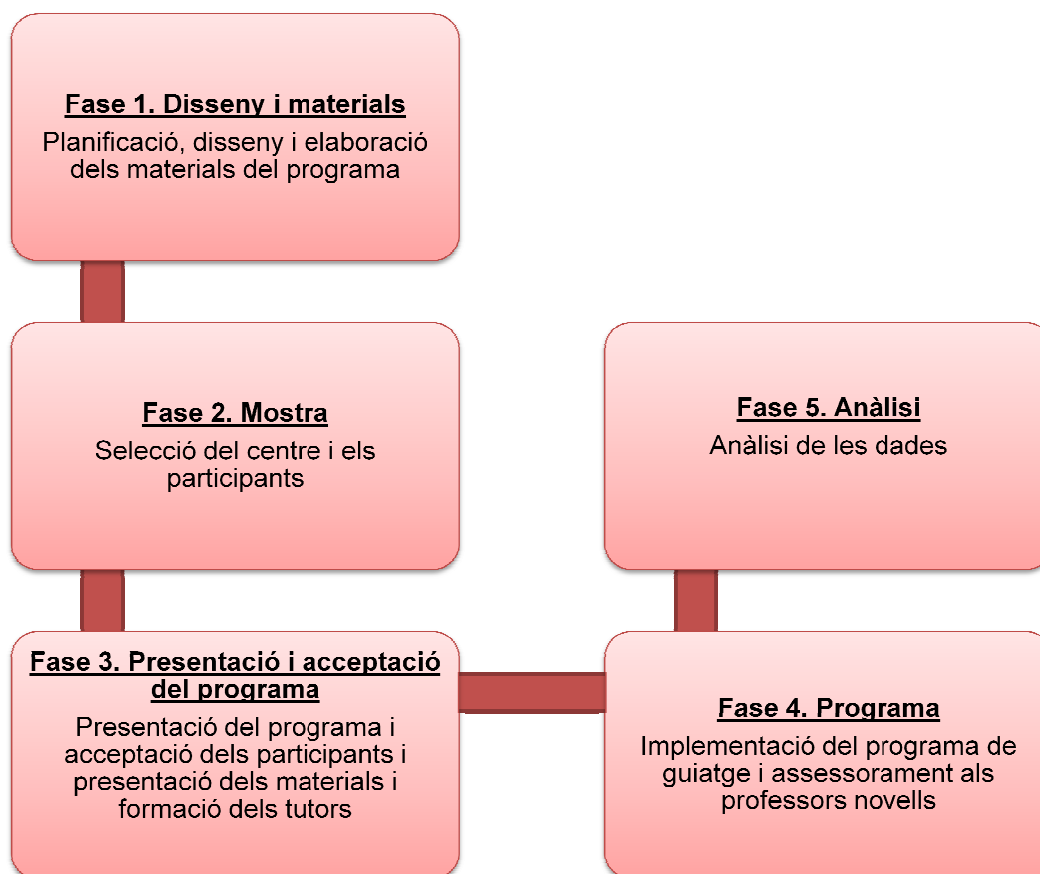 Fase 1. Disseny i materials
Planificació, disseny i elaboració
dels materials del programa
Fase 2. Mostra
Selecció del centre i els
participants
Fase 3. Presentació i acceptació
del programa
Presentació del programa i
acceptació dels participants i
presentació dels materials i
formació dels tutors
Fase 4. Programa
Implementació del programa de
guiatge i assessorament als
professors novells
Fase 5. Anàlisi
Anàlisi de les dades